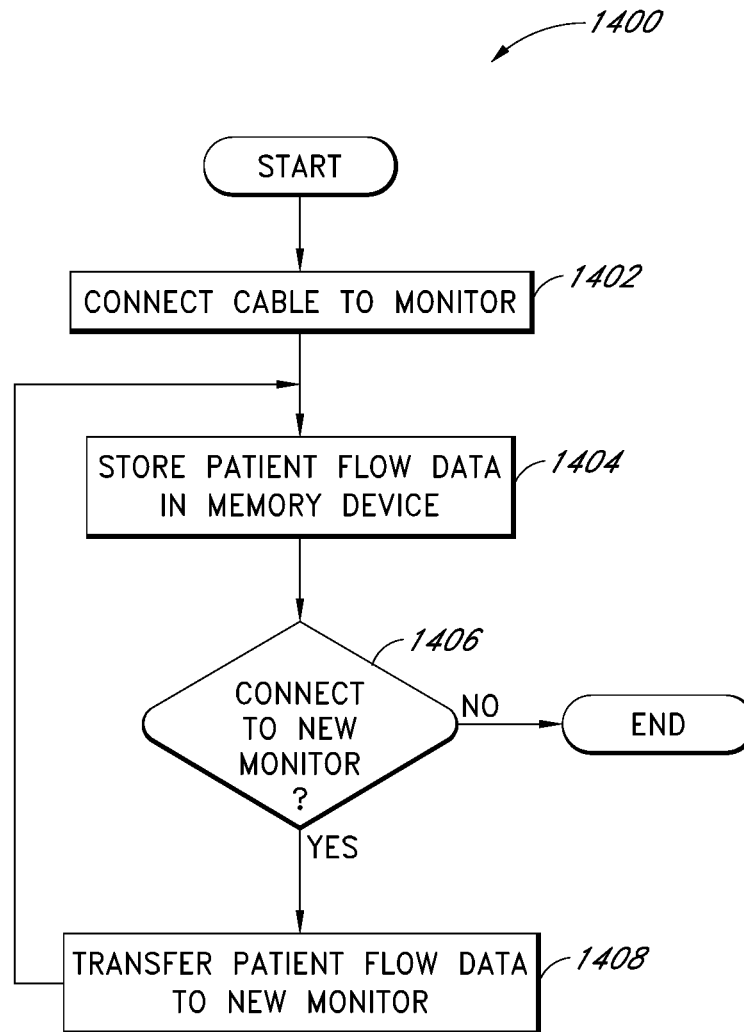 1400
START
CONNECT CABLE TO MONITOR
1402
STORE PATIENT FLOW DATA
IN MEMORY DEVICE
1404
1406
CONNECT
TO NEW
MONITOR
?
NO
END
YES
TRANSFER PATIENT FLOW DATA
TO NEW MONITOR
1408